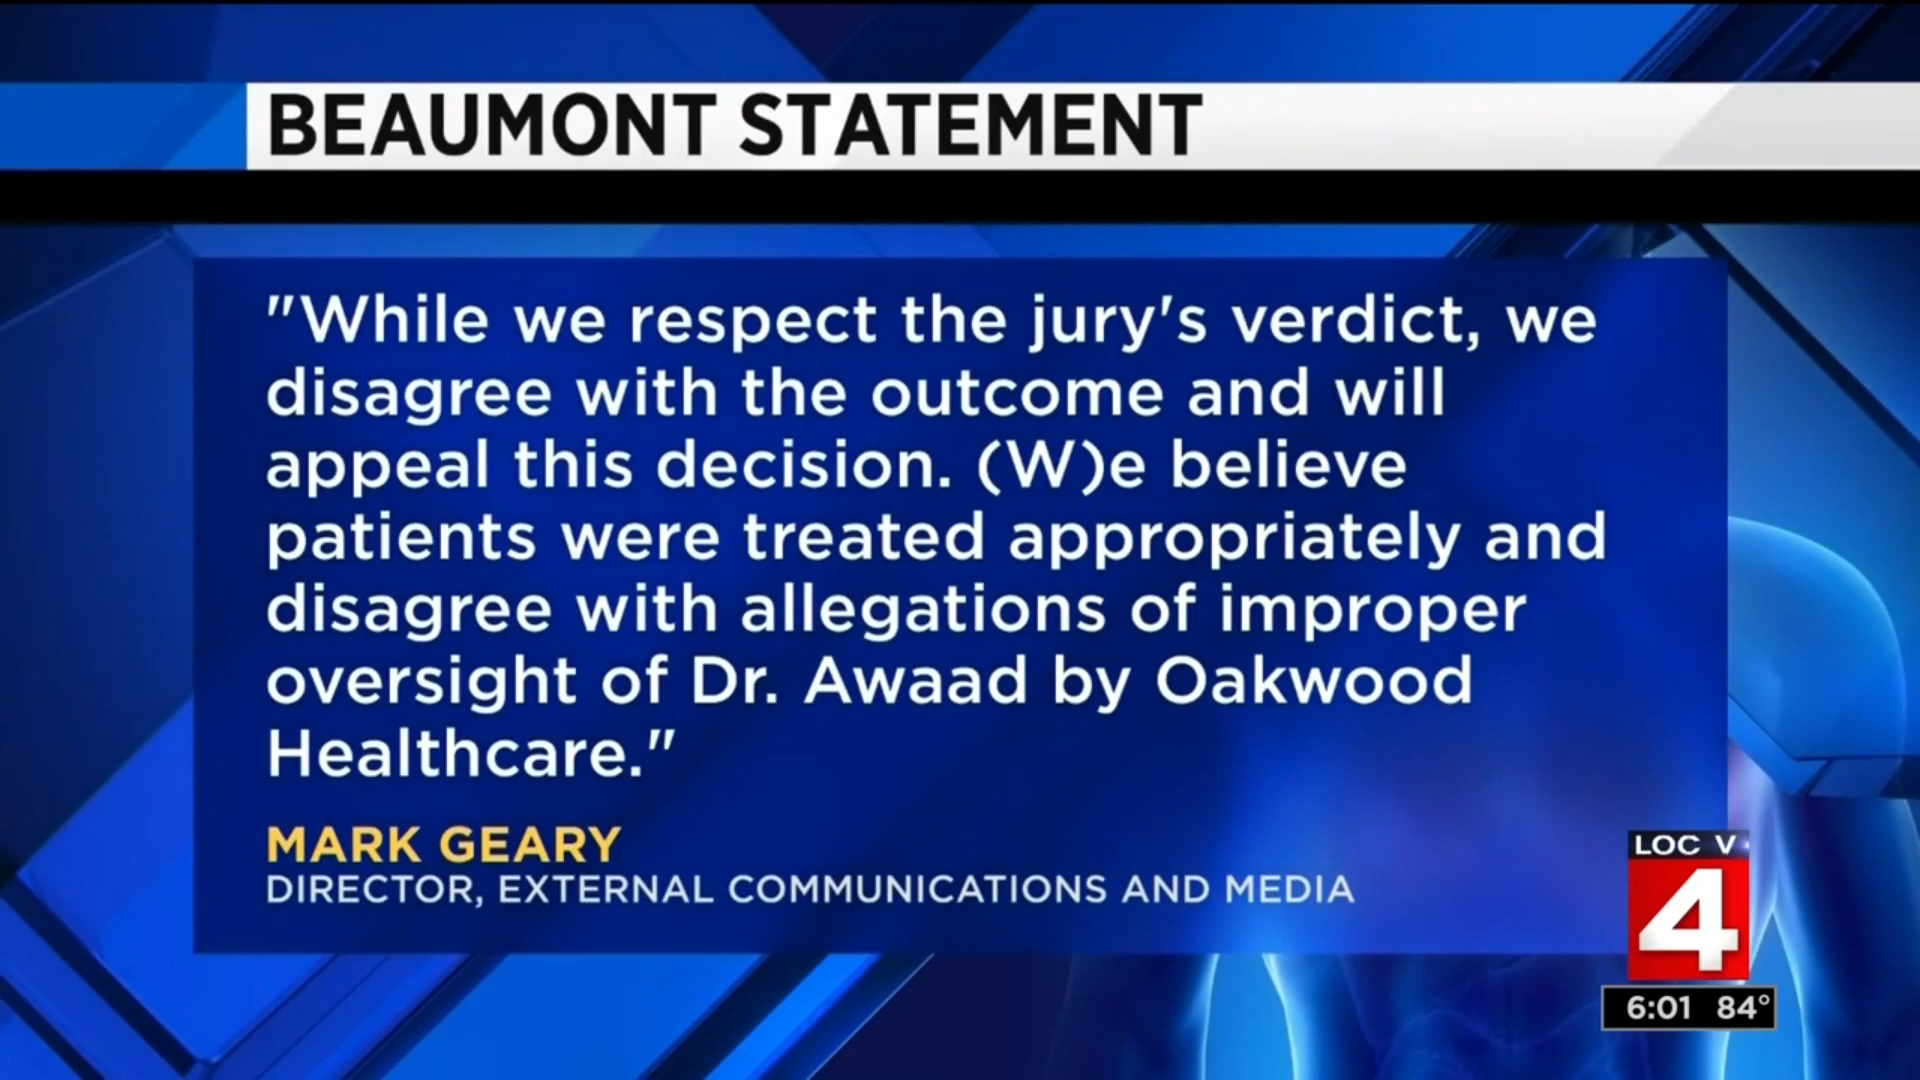 BEAUMONT STATEMENT
"While we respect the jury's verdict, we
disagree with the outcome and will
appeal this decision. (W)e believe
patients were treated appropriately and
disagree with allegations of improper
oversight of Dr. Awaad by Oakwood
Healthcare."
MARK GEARY
DIRECTOR, EXTERNAL COMMUNICATIONS AND MEDIA
LOC V
4
6:01 84°